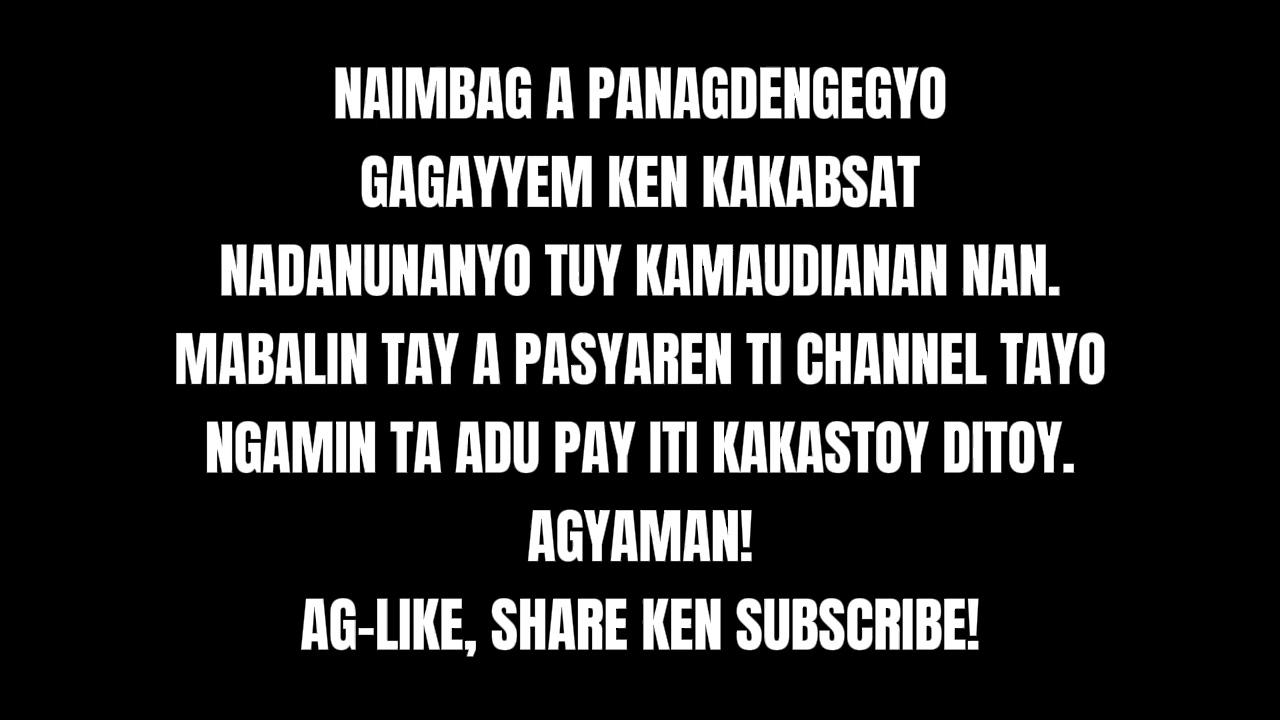 NAIMBAG A PANAGDENGEGYO
GAGAYYEM KEN KAKABSAT
NADANUNANYO TUY KAMAUDIANAN NAN.
MABALIN TAY A PASYAREN TI CHANNEL TAYO
NGAMIN TA ADU PAY ITI KAKASTOY DITOY.
AGYAMAN!
AG-LIKE, SHARE KEN SUBSCRIBE!